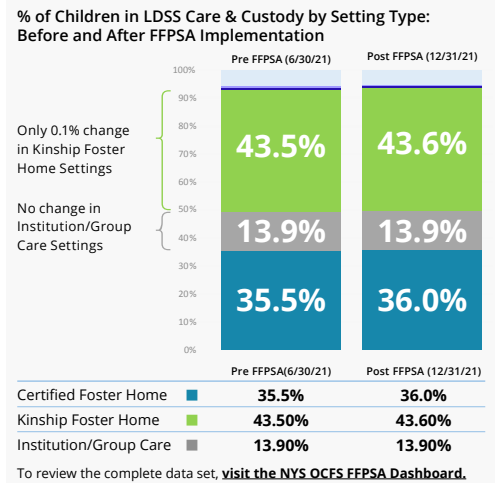 % of Children in LDSS Care & Custody by Setting Type:
Before and After FFPSA Implementation
Pre FFPSA (6/30/21) Post FFPSA (12/31/21)
100%
90%
80%
70%
60%
50%
40%
30%
20%
10%
0%
Only 0.1% change
in Kinship Foster
Home Settings
No change in
Institution/Group
Care Settings
43.5% 43.6%
13.9% 13.9%
35.5% 36.0%
Pre FFPSA(6/30/21) Post FFPSA (12/31/21)
Certified Foster Home 35.5% 36.0%
Kinship Foster Home 43.50% 43.60%
Institution/Group Care 13.90% 13.90%
To review the complete data set, visit the NYS OCFS FFPSA Dashboard.